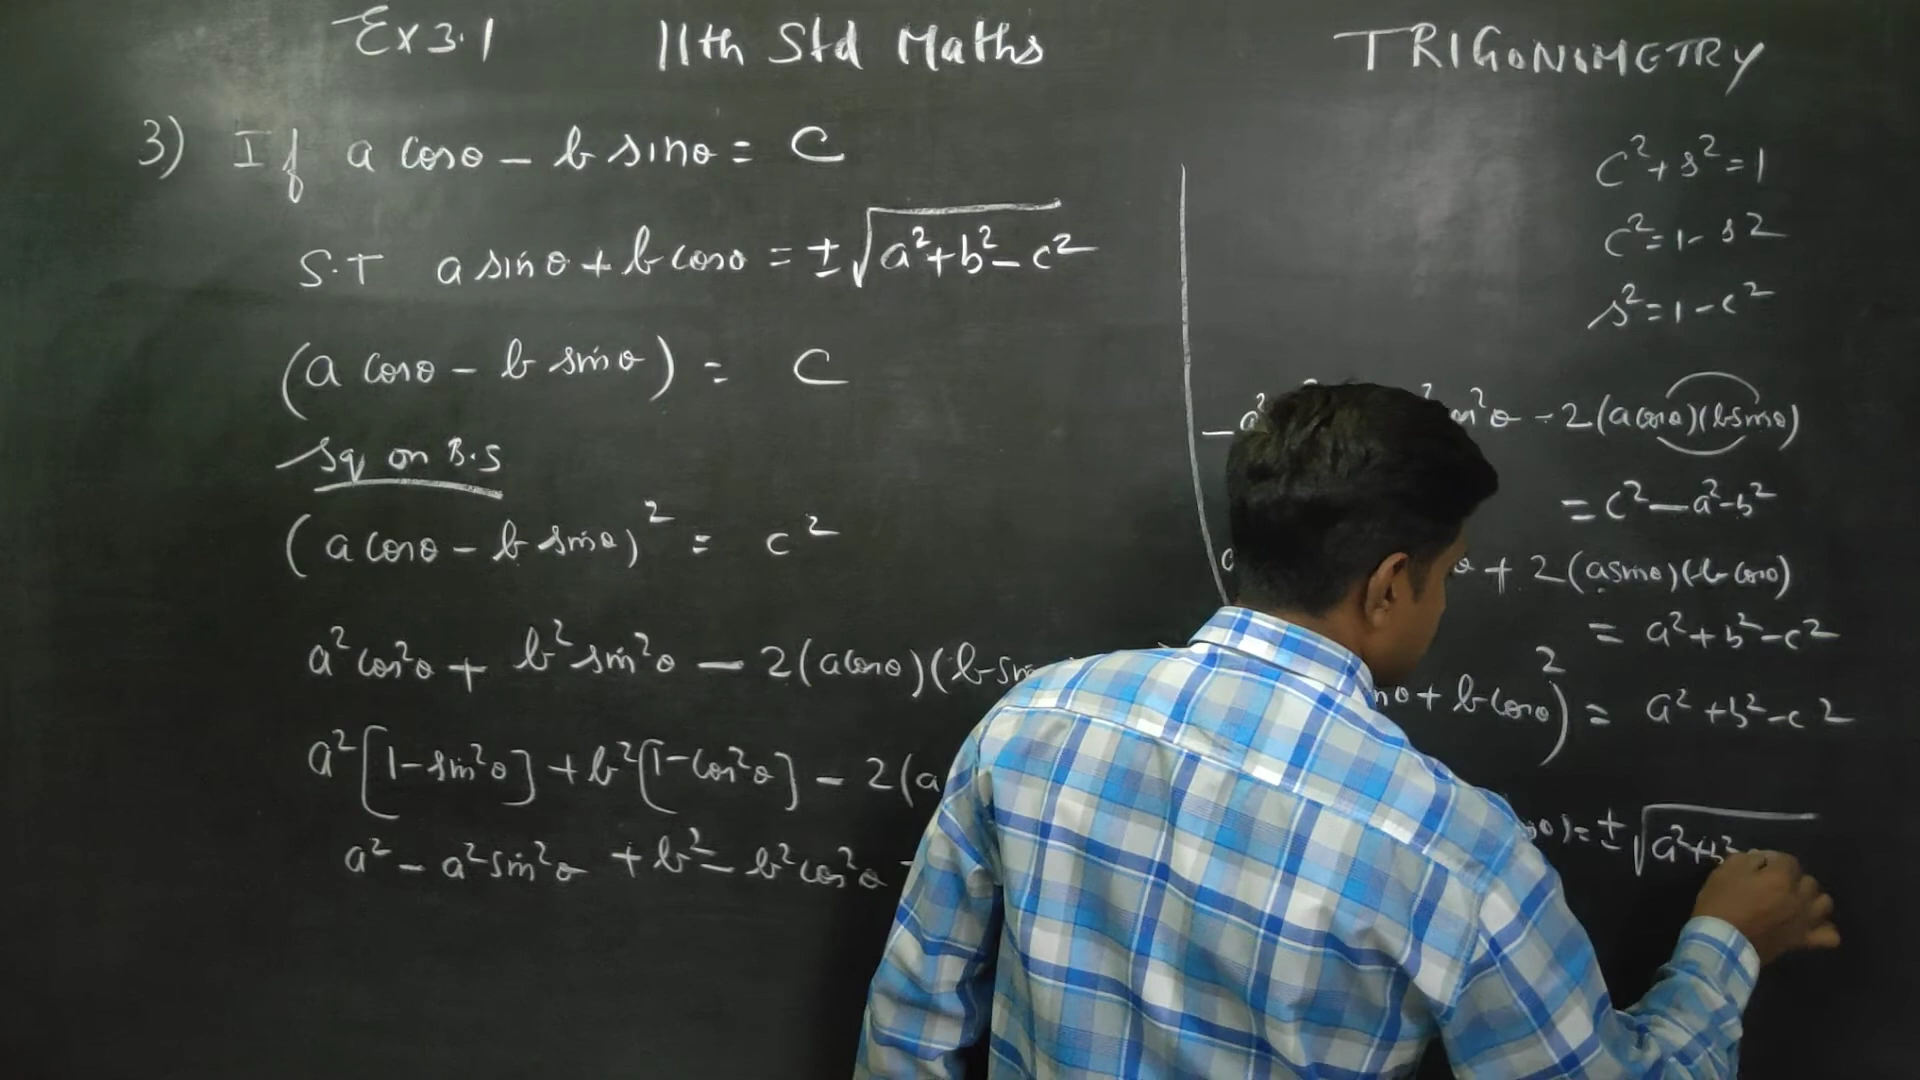 Ex 3.1 11th Std Maths TRIGONOMETRY
3) If a cosθ - b sinθ = c
S.T a sinθ + b cosθ = ±√a²+b²-c²
(a cosθ - b sinθ) = c
Sq on B.S
(a cosθ - b sinθ)² = c²
a²cos²θ + b²sin²θ - 2(a cosθ)(b
a²[1-sin²θ] + b²[1-cos²θ] - 2(a
a² - a²sin²θ + b² - b²cos²θ
c²+s²=1
c²=1-s²
s²=1-c²
-a² θ - 2(a cosθ)(b sinθ)
= c²-a²-b²
+ 2(a sinθ)(b cosθ)
= a²+b²-c²
+ b cosθ)² = a²+b²-c²
) = ±√a²+b²